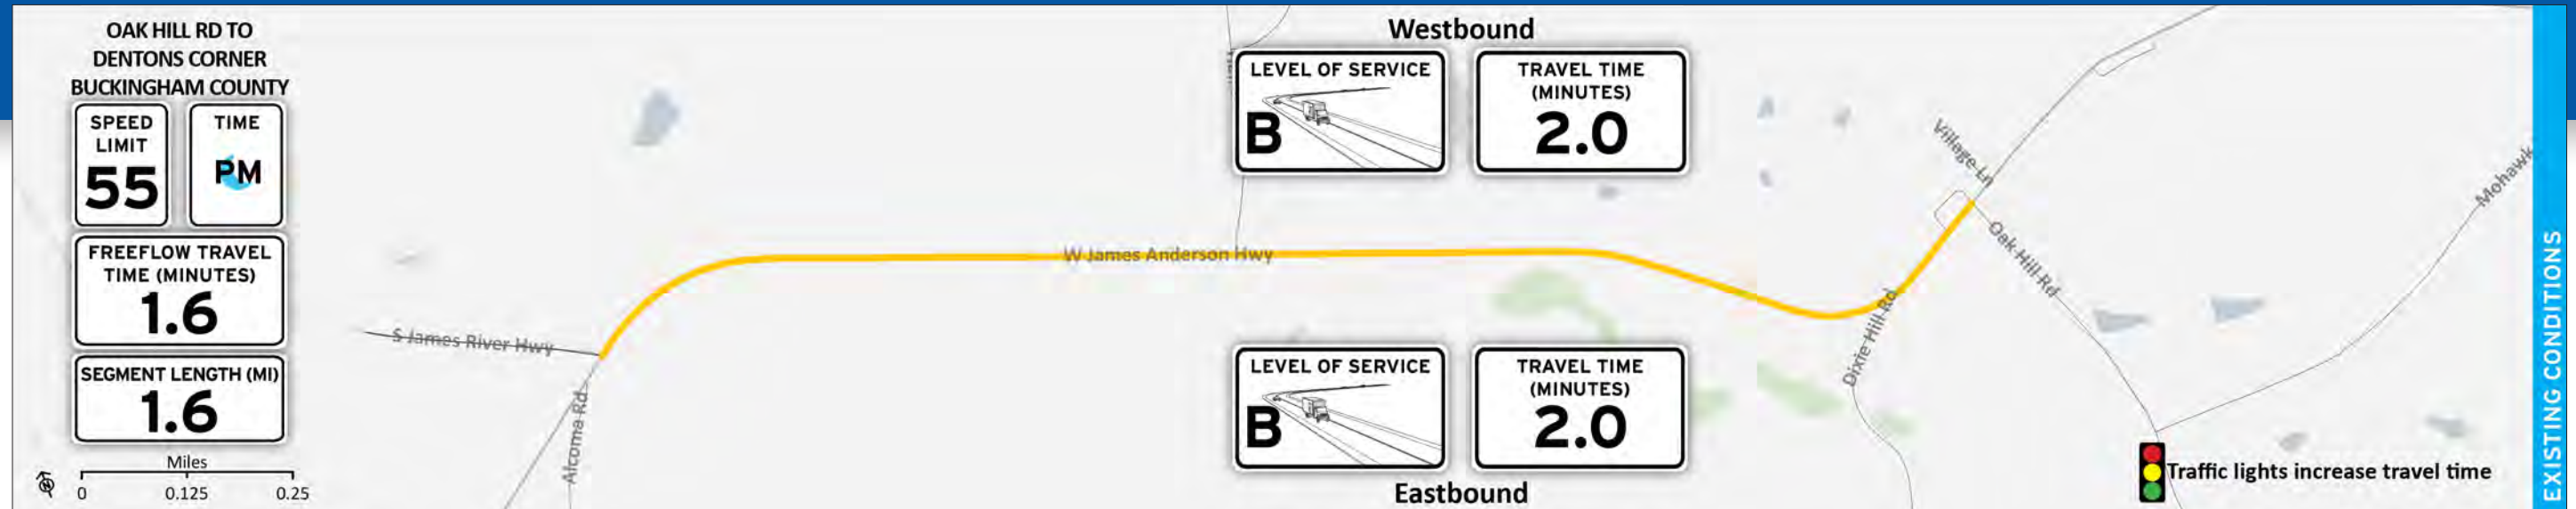 OAK HILL RD TO
DENTONS CORNER
BUCKINGHAM COUNTY
SPEED
LIMIT
55
TIME
PM
FREEFLOW TRAVEL
TIME (MINUTES)
1.6
SEGMENT LENGTH (MI)
1.6
Miles
0 0.125 0.25
Westbound
LEVEL OF SERVICE
B
TRAVEL TIME
(MINUTES)
2.0
W James Anderson Hwy
S James River Hwy
Alcoma Rd
Village Ln
Oak Hill Rd
Dixie Hill Rd
Mohawk
LEVEL OF SERVICE
B
TRAVEL TIME
(MINUTES)
2.0
Eastbound
Traffic lights increase travel time
EXISTING CONDITIONS